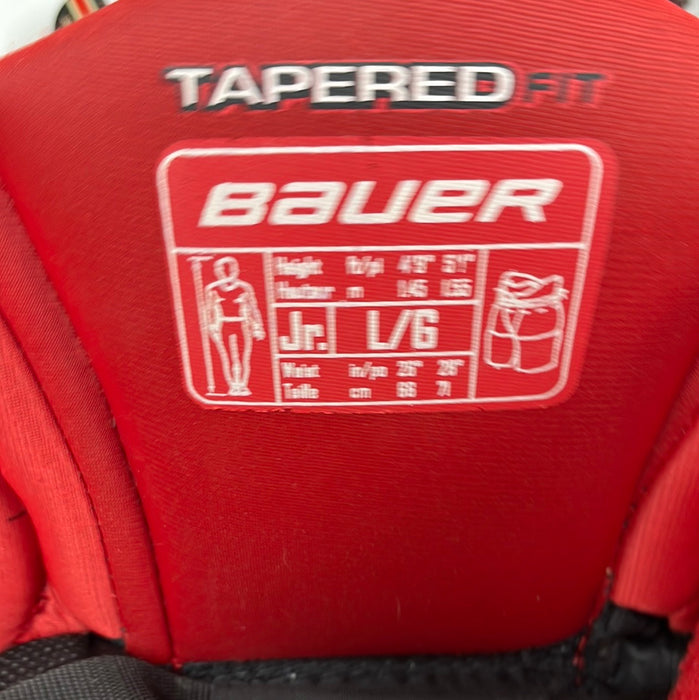 TAPERED FIT
BAUER
Height ft/pi 4'9" 5'1"
Hauteur m 1.45 1.55
Jr. L/G
Waist in/po 26" 28"
Taille cm 66 71